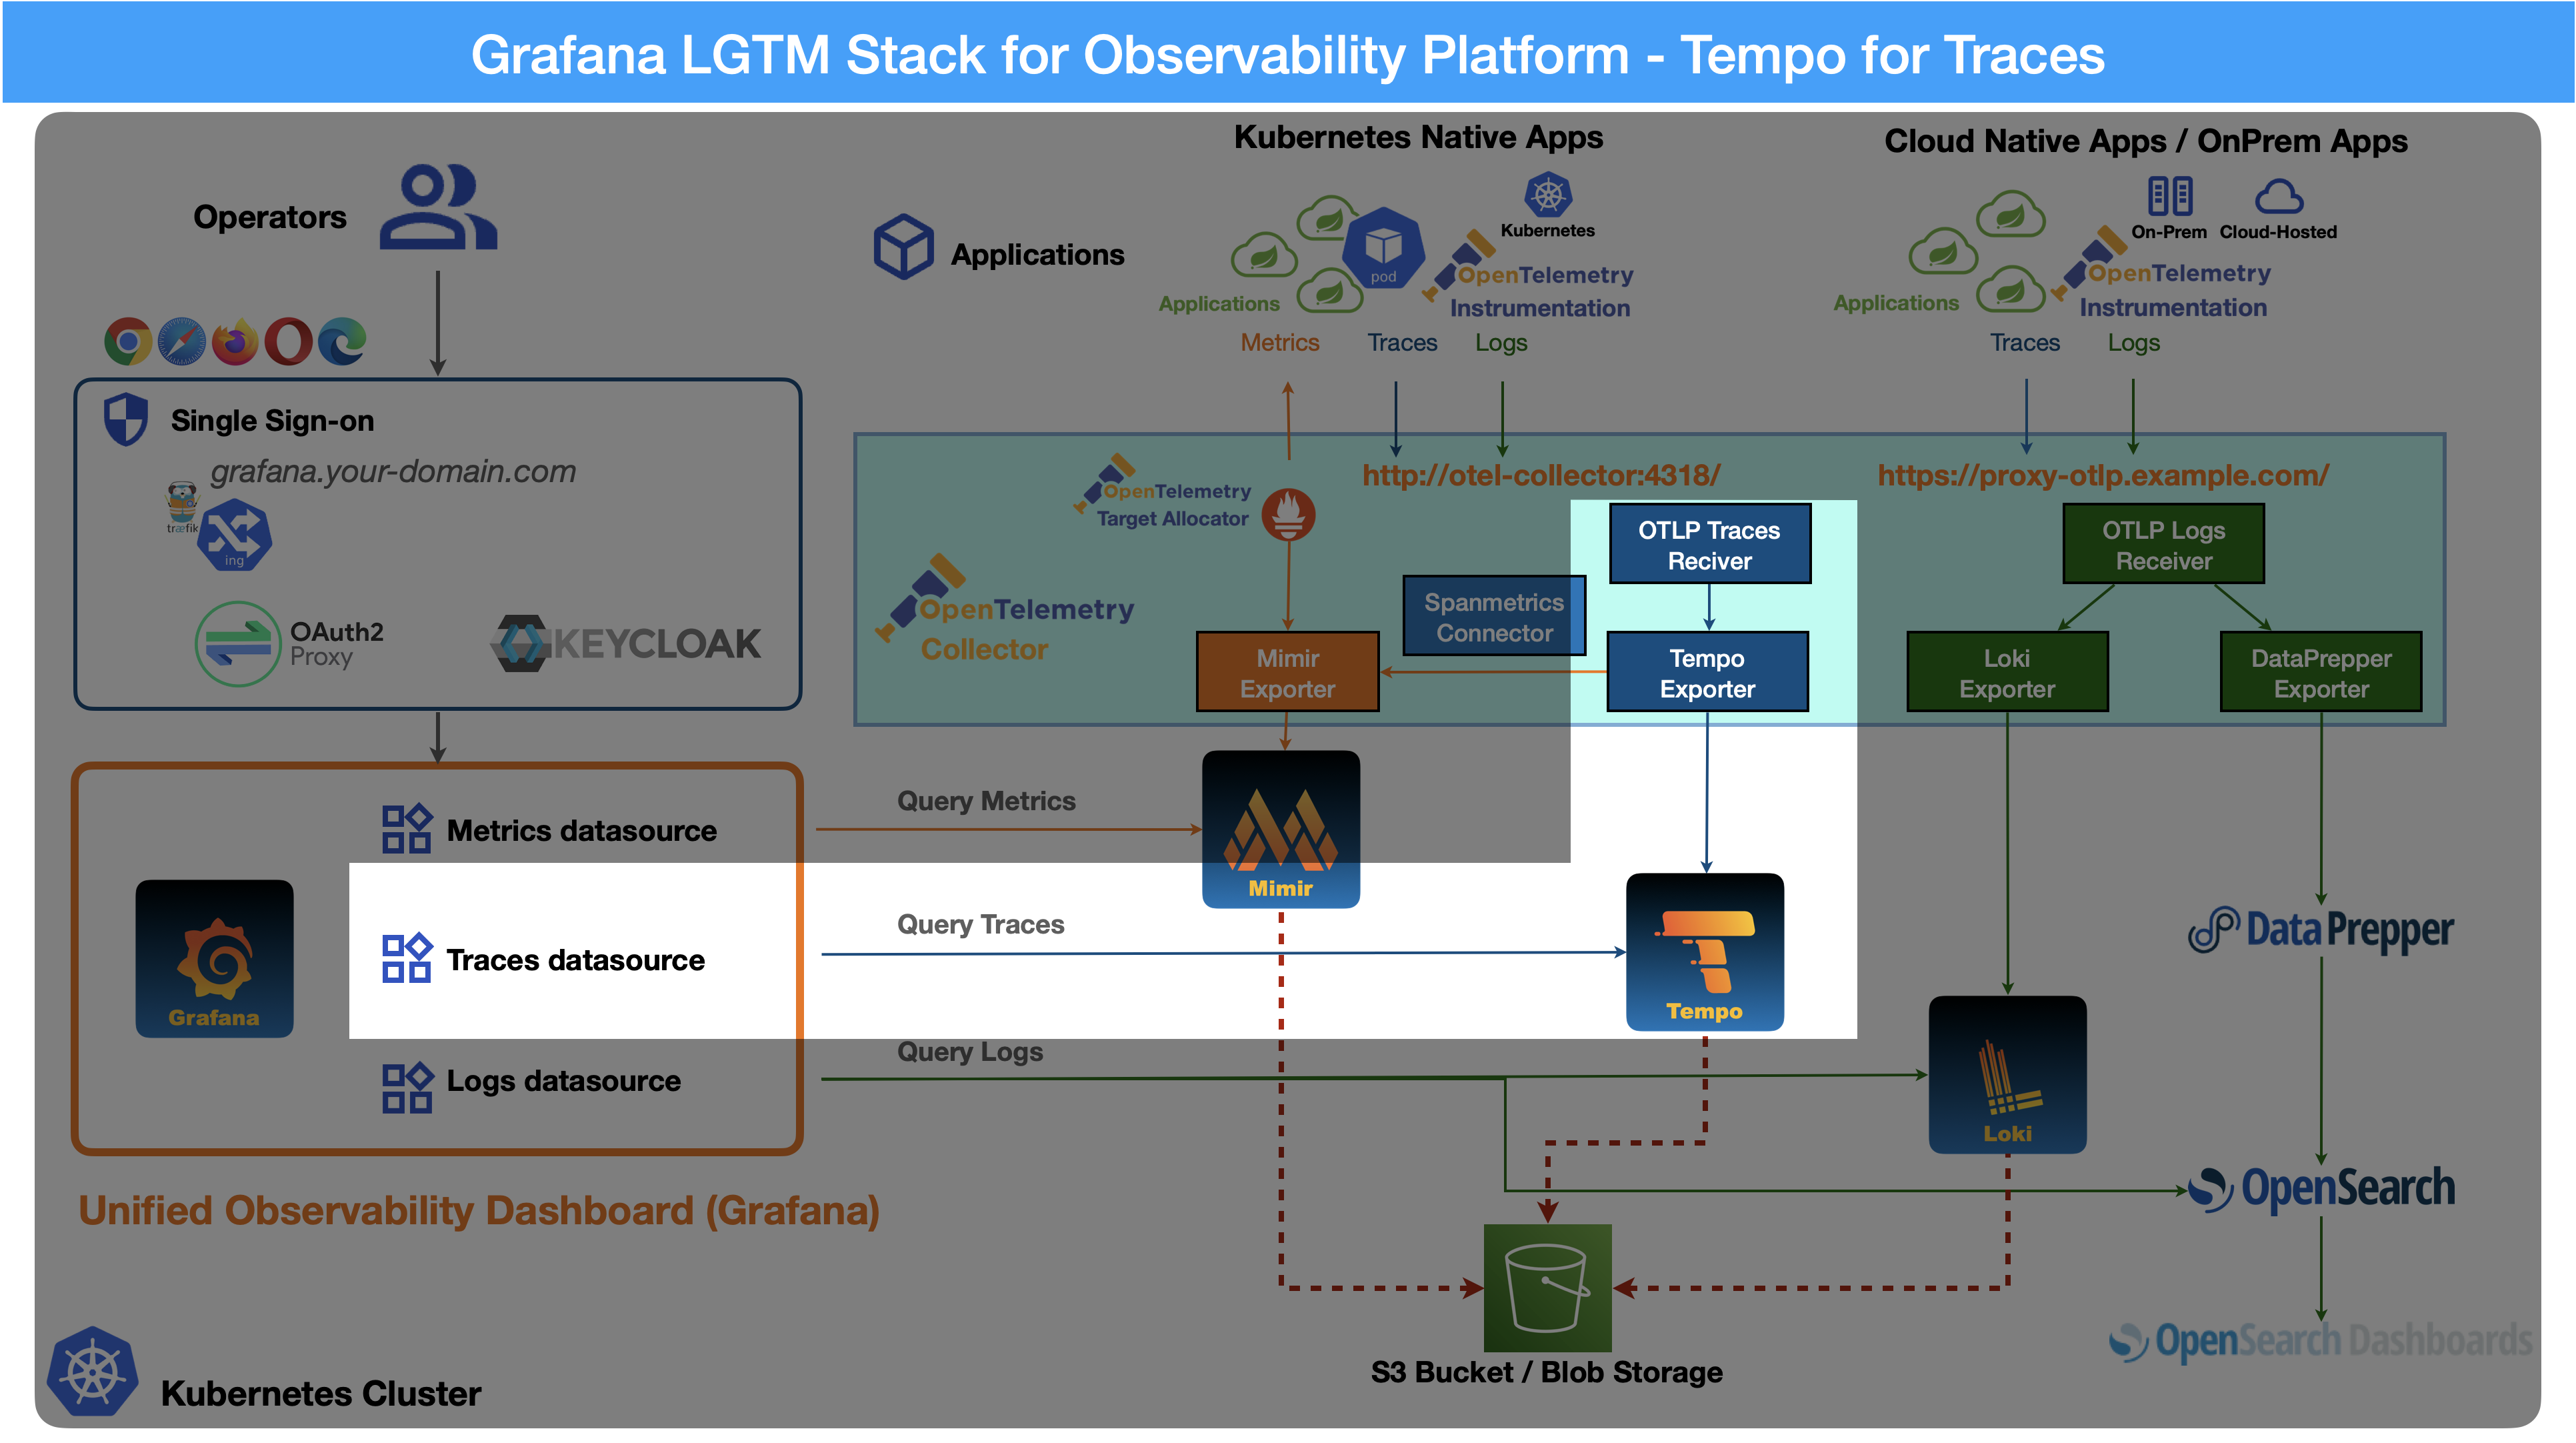 Grafana LGTM Stack for Observability Platform - Tempo for Traces
Operators
Applications
Kubernetes Native Apps
Kubernetes
pod
Applications
OpenTelemetry
Instrumentation
Metrics
Traces
Logs
Cloud Native Apps / OnPrem Apps
On-Prem
Cloud-Hosted
Applications
OpenTelemetry
Instrumentation
Traces
Logs
Single Sign-on
grafana.your-domain.com
træfik
ing
OAuth2
Proxy
KEYCLOAK
OpenTelemetry
Target Allocator
http://otel-collector:4318/
https://proxy-otlp.example.com/
OpenTelemetry
Collector
OTLP Traces
Reciver
OTLP Logs
Receiver
Spanmetrics
Connector
Mimir
Exporter
Tempo
Exporter
Loki
Exporter
DataPrepper
Exporter
Metrics datasource
Query Metrics
Mimir
Grafana
Traces datasource
Query Traces
Tempo
Data Prepper
Logs datasource
Query Logs
Loki
OpenSearch
Unified Observability Dashboard (Grafana)
OpenSearch Dashboards
S3 Bucket / Blob Storage
Kubernetes Cluster